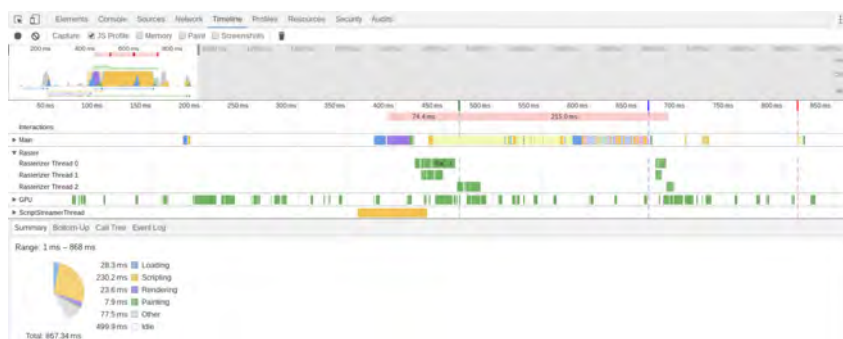 Elements Console Sources Network Timeline Profiles Resources Security Audits
Capture: JS Profile Memory Paint Screenshots
200 ms 400 ms 600 ms 800 ms
50 ms 100 ms 150 ms 200 ms 250 ms 300 ms 350 ms 400 ms 450 ms 500 ms 550 ms 600 ms 650 ms 700 ms 750 ms 800 ms 850 ms
74.4 ms
Interactions
Main
Raster
Rasterizer Thread 0
Rasterizer Thread 1
Rasterizer Thread 2
GPU
ScriptStreamerThread
Summary Bottom-Up Call Tree Event Log
Range: 1 ms – 868 ms
28.3 ms Loading
230.2 ms Scripting
23.6 ms Rendering
7.9 ms Painting
77.5 ms Other
499.9 ms Idle
Total: 867.34 ms